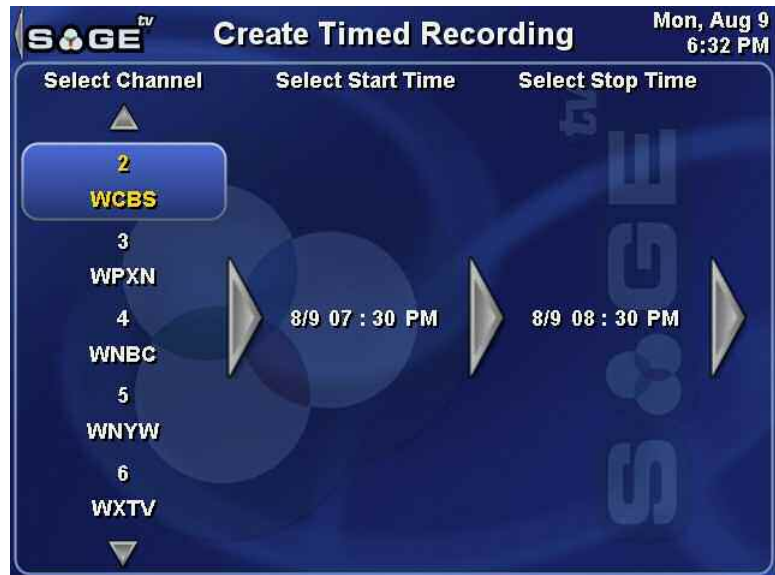 SAGE tv
Create Timed Recording
Mon, Aug 9
6:32 PM
Select Channel
Select Start Time
Select Stop Time
2
WCBS
3
WPXN
4
WNBC
5
WNYW
6
WXTV
8/9 07 : 30 PM
8/9 08 : 30 PM
SAGE tv